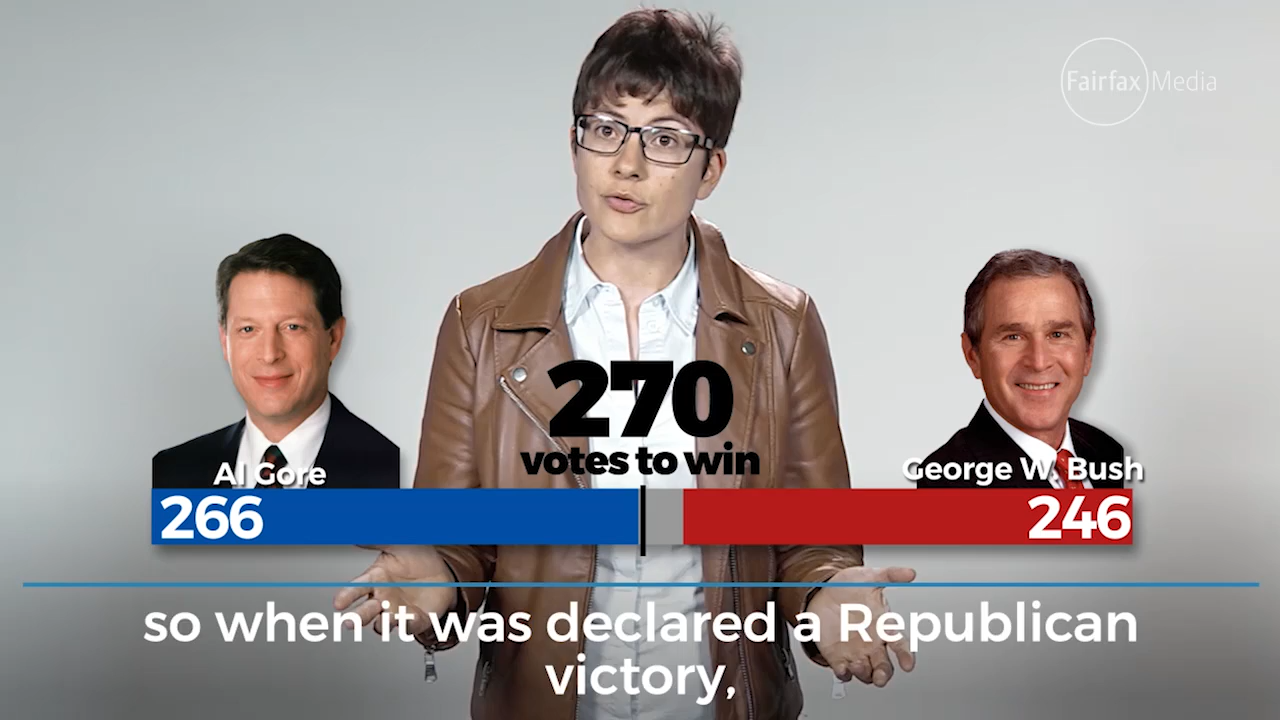 Fairfax Media
270
votes to win
Al Gore
George W. Bush
266
246
so when it was declared a Republican
victory,